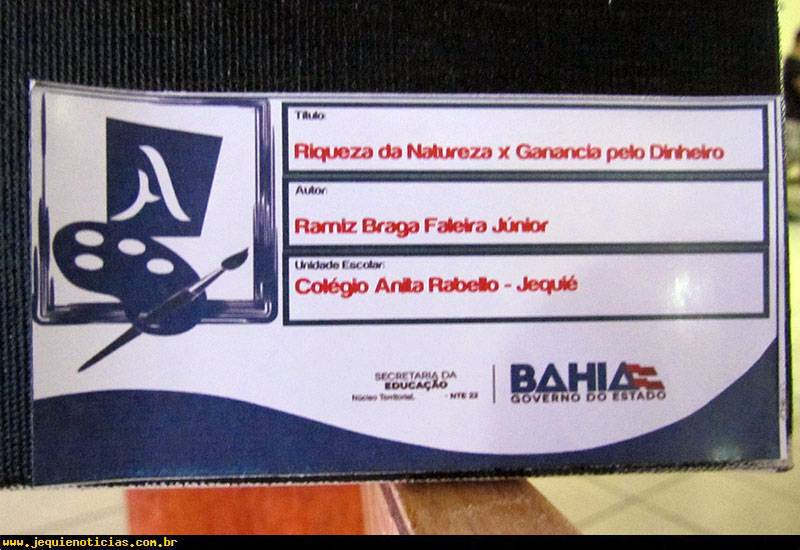 Título:
Riqueza da Natureza x Ganancia pelo Dinheiro
Autor:
Ramiz Braga Faleira Júnior
Unidade Escolar:
Colégio Anita Rabello - Jequié
SECRETARIA DA
EDUCAÇÃO
Núcleo Territorial, - NTE 22
BAHIA
GOVERNO DO ESTADO
www.jequienoticias.com.br